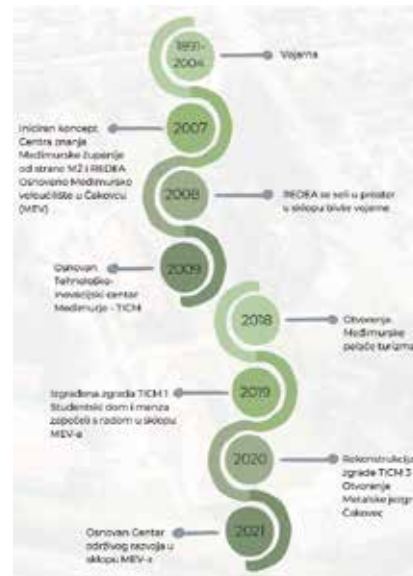 1891-
2004
Vojarna
2007
Iniciran koncept
Centra znanja
Međimurske županije
od strane MŽ i REDEA
Osnovano Međimursko
veleučilište u Čakovcu
(MEV)
2008
REDEA se seli u prostor
u sklopu bivše vojarne
2009
Osnovan
Tehnološko-
inovacijski centar
Međimurje - TICM
2018
Otvorenje
Međimurske
palače turizma
2019
Izgrađena zgrada TICM 1
Studentski dom i menza
započeli s radom u sklopu
MEV-a
2020
Rekonstrukcija
zgrade TICM 3
Otvorenje
Metalske jezgre
Čakovec
2021
Osnovan Centar
održivog razvoja u
sklopu MEV-a